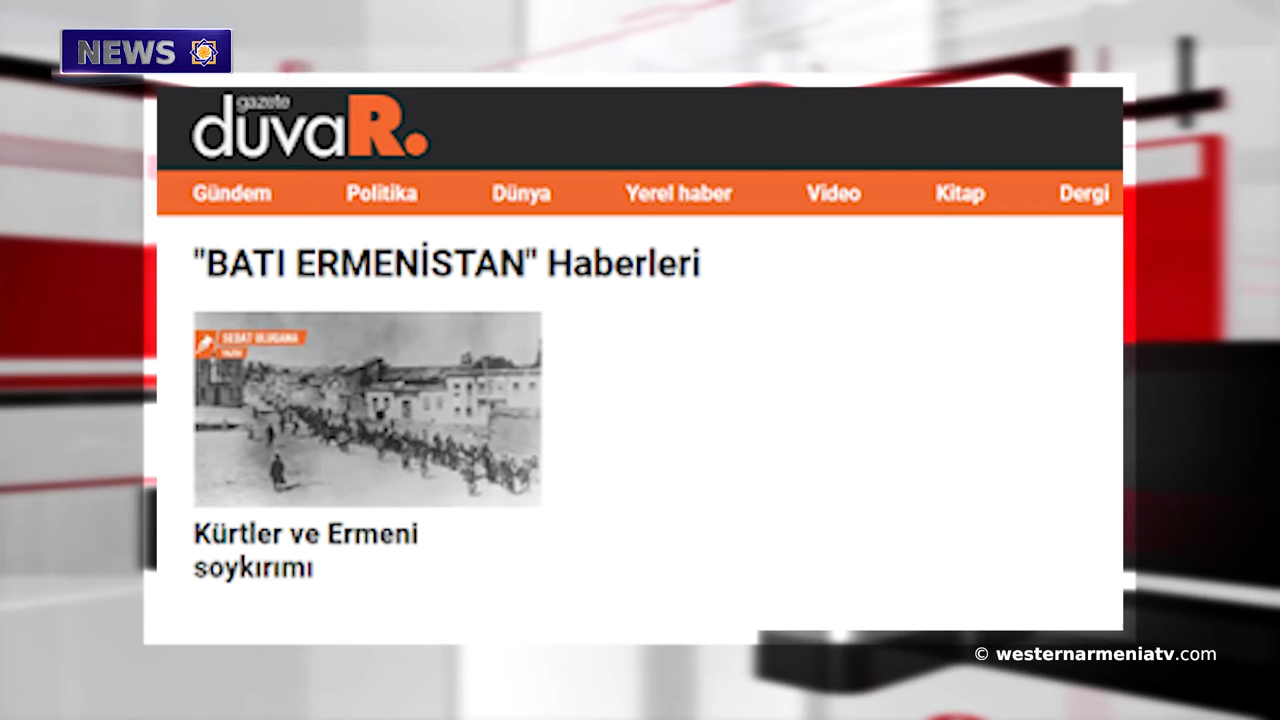 NEWS
gazete
duvaR.
Gündem Politika Dünya Yerel haber Video Kitap Dergi
"BATI ERMENİSTAN" Haberleri
SEDAT ULUGANA
YAZDI
Kürtler ve Ermeni
soykırımı
© westernarmeniatv.com